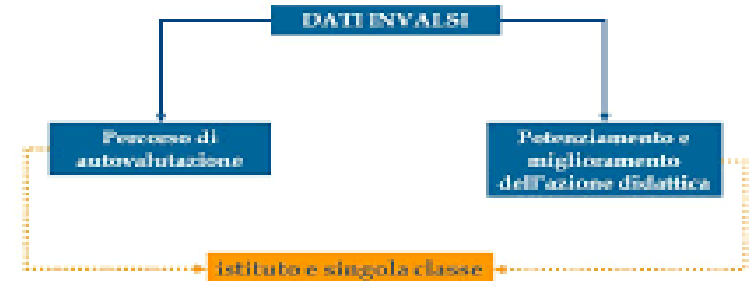 DATI INVALSI
Percorso di
autovalutazione
Potenziamento e
miglioramento
dell'azione didattica
istituto e singola classe